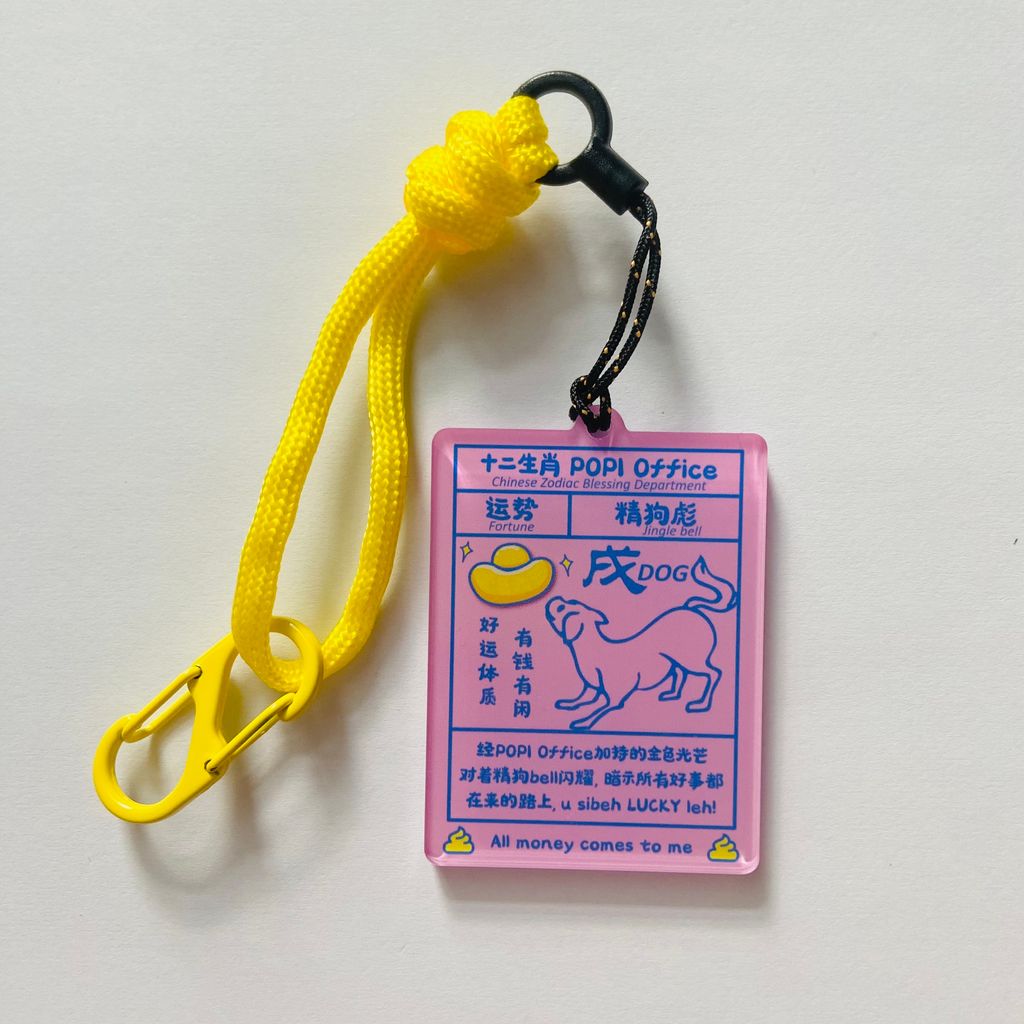 十二生肖 POPI Office
Chinese Zodiac Blessing Department
运势
Fortune
精狗彪
Jingle bell
戌DOG
好运体质
有钱有闲
经POPI Office加持的金色光芒
对着精狗bell闪耀, 暗示所有好事都
在来的路上, u sibeh LUCKY leh!
All money comes to me